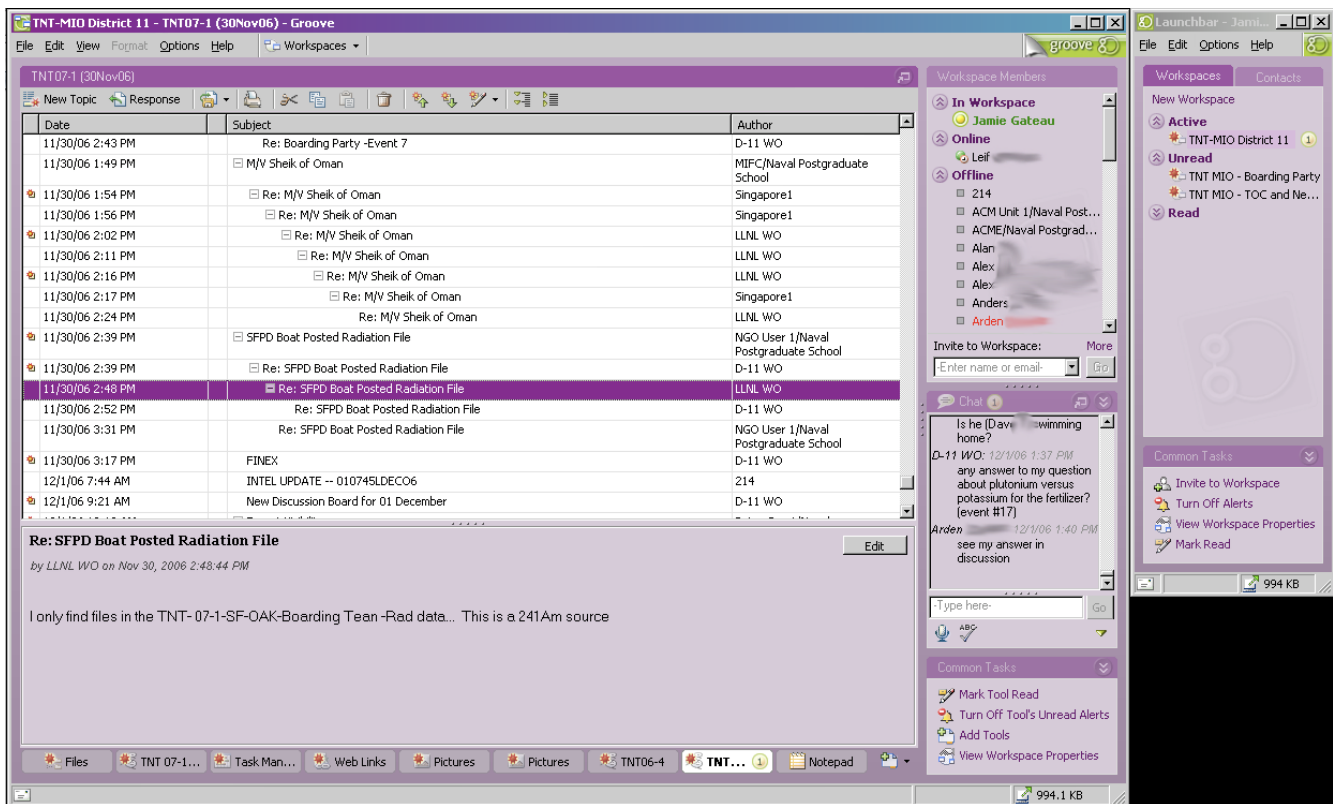 TNT-MIO District 11 - TNT07-1 (30Nov06) - Groove
File Edit View Format Options Help Workspaces
groove
TNT07-1 (30Nov06)
New Topic Response
Date Subject Author
11/30/06 2:43 PM Re: Boarding Party -Event 7 D-11 WO
11/30/06 1:49 PM M/V Sheik of Oman MIFC/Naval Postgraduate
School
11/30/06 1:54 PM Re: M/V Sheik of Oman Singapore1
11/30/06 1:56 PM Re: M/V Sheik of Oman Singapore1
11/30/06 2:02 PM Re: M/V Sheik of Oman LLNL WO
11/30/06 2:11 PM Re: M/V Sheik of Oman LLNL WO
11/30/06 2:16 PM Re: M/V Sheik of Oman LLNL WO
11/30/06 2:17 PM Re: M/V Sheik of Oman Singapore1
11/30/06 2:24 PM Re: M/V Sheik of Oman LLNL WO
11/30/06 2:39 PM SFPD Boat Posted Radiation File NGO User 1/Naval
Postgraduate School
11/30/06 2:39 PM Re: SFPD Boat Posted Radiation File D-11 WO
11/30/06 2:48 PM Re: SFPD Boat Posted Radiation File LLNL WO
11/30/06 2:52 PM Re: SFPD Boat Posted Radiation File D-11 WO
11/30/06 3:31 PM Re: SFPD Boat Posted Radiation File NGO User 1/Naval
Postgraduate School
11/30/06 3:17 PM FINEX D-11 WO
12/1/06 7:44 AM INTEL UPDATE -- 010745LDECO6 214
12/1/06 9:21 AM New Discussion Board for 01 December D-11 WO
Re: SFPD Boat Posted Radiation File
Edit
by LLNL WO on Nov 30, 2006 2:48:44 PM
I only find files in the TNT- 07-1-SF-OAK-Boarding Tean -Rad data... This is a 241Am source
Files TNT 07-1... Task Man... Web Links Pictures Pictures TNT06-4 TNT... 1 Notepad
994.1 KB
Workspace Members
In Workspace
Jamie Gateau
Online
Leif
Offline
214
ACM Unit 1/Naval Post...
ACME/Naval Postgrad...
Alan
Alex
Alex
Anders
Arden
Invite to Workspace: More
-Enter name or email- Go
Chat 1
Is he (Dave swimming
home?
D-11 WO: 12/1/06 1:37 PM
any answer to my question
about plutonium versus
potassium for the fertilizer?
(event #17)
Arden 12/1/06 1:40 PM
see my answer in
discussion
-Type here- Go
ABC
Common Tasks
Mark Tool Read
Turn Off Tool's Unread Alerts
Add Tools
View Workspace Properties
Launchbar - Jami...
File Edit Options Help
Workspaces Contacts
New Workspace
Active
TNT-MIO District 11 1
Unread
TNT MIO - Boarding Party
TNT MIO - TOC and Ne...
Read
Common Tasks
Invite to Workspace
Turn Off Alerts
View Workspace Properties
Mark Read
994 KB